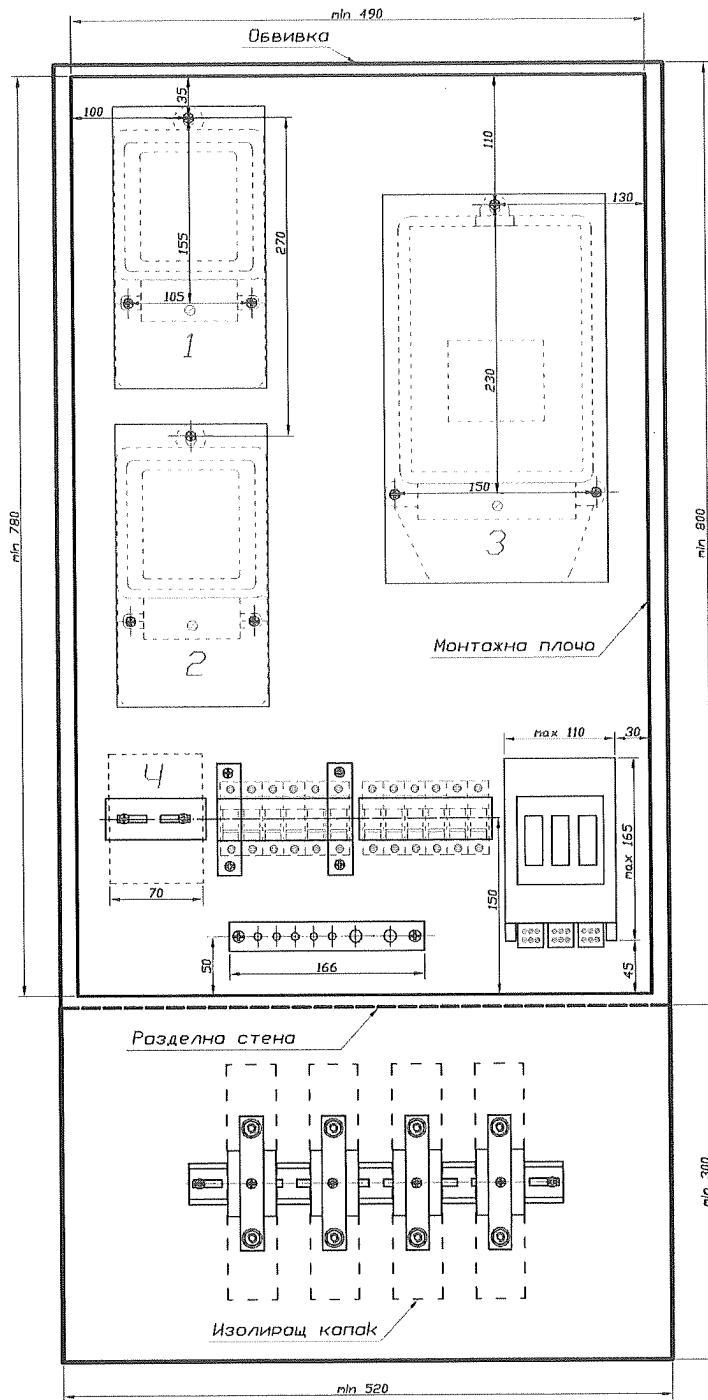 min 490
Обвивка
35
100
110
130
155
270
105
1
230
150
3
min 780
min 800
2
Монтажна плоча
max 110
30
4
max 165
70
150
50
166
45
Разделна стена
min 300
Изолиращ капак
min 520